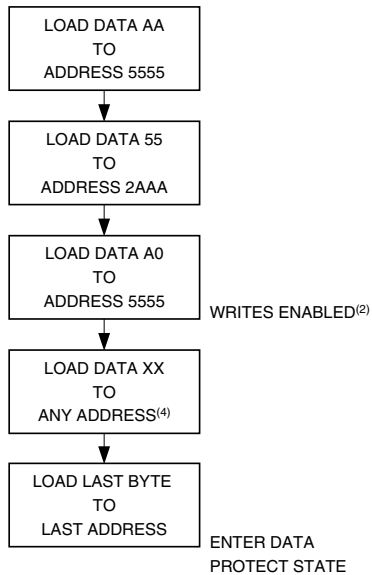 LOAD DATA AA
TO
ADDRESS 5555
LOAD DATA 55
TO
ADDRESS 2AAA
LOAD DATA A0
TO
ADDRESS 5555
WRITES ENABLED(2)
LOAD DATA XX
TO
ANY ADDRESS(4)
LOAD LAST BYTE
TO
LAST ADDRESS
ENTER DATA
PROTECT STATE